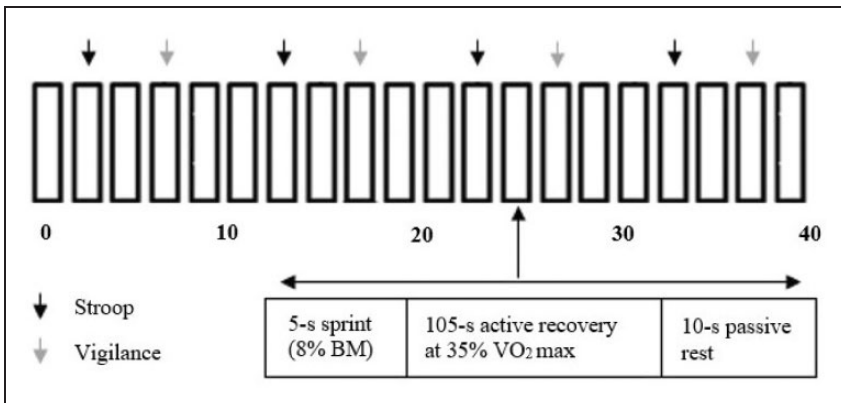 0 10 20 30 40
Stroop
Vigilance
5-s sprint
(8% BM)
105-s active recovery
at 35% VO₂ max
10-s passive
rest